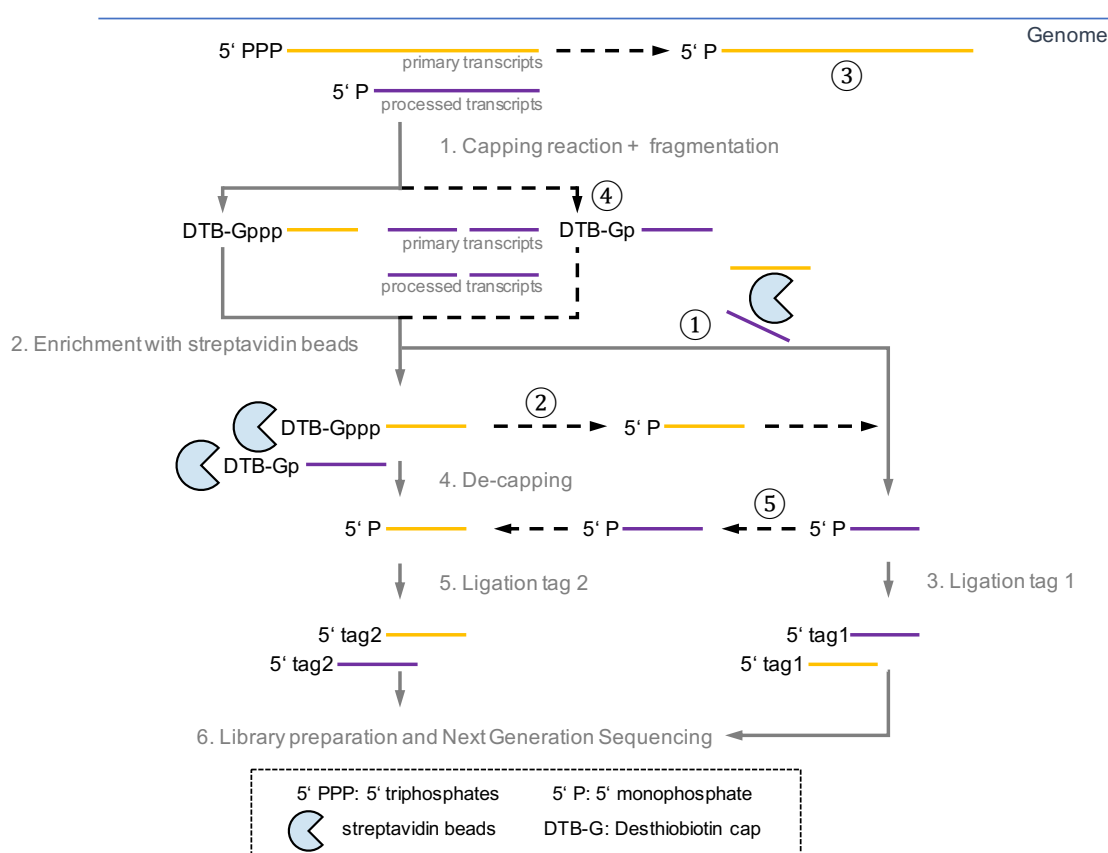 Genome
5‘ PPP
primary transcripts
5‘ P
③
5‘ P
processed transcripts
1. Capping reaction + fragmentation
④
DTB-Gppp
primary transcripts
DTB-Gp
processed transcripts
①
2. Enrichment with streptavidin beads
②
DTB-Gppp
5‘ P
DTB-Gp
4. De-capping
⑤
5‘ P
5‘ P
5‘ P
5. Ligation tag 2
3. Ligation tag 1
5‘ tag2
5‘ tag1
5‘ tag2
5‘ tag1
6. Library preparation and Next Generation Sequencing
5‘ PPP: 5‘ triphosphates
5‘ P: 5‘ monophosphate
streptavidin beads
DTB-G: Desthiobiotin cap